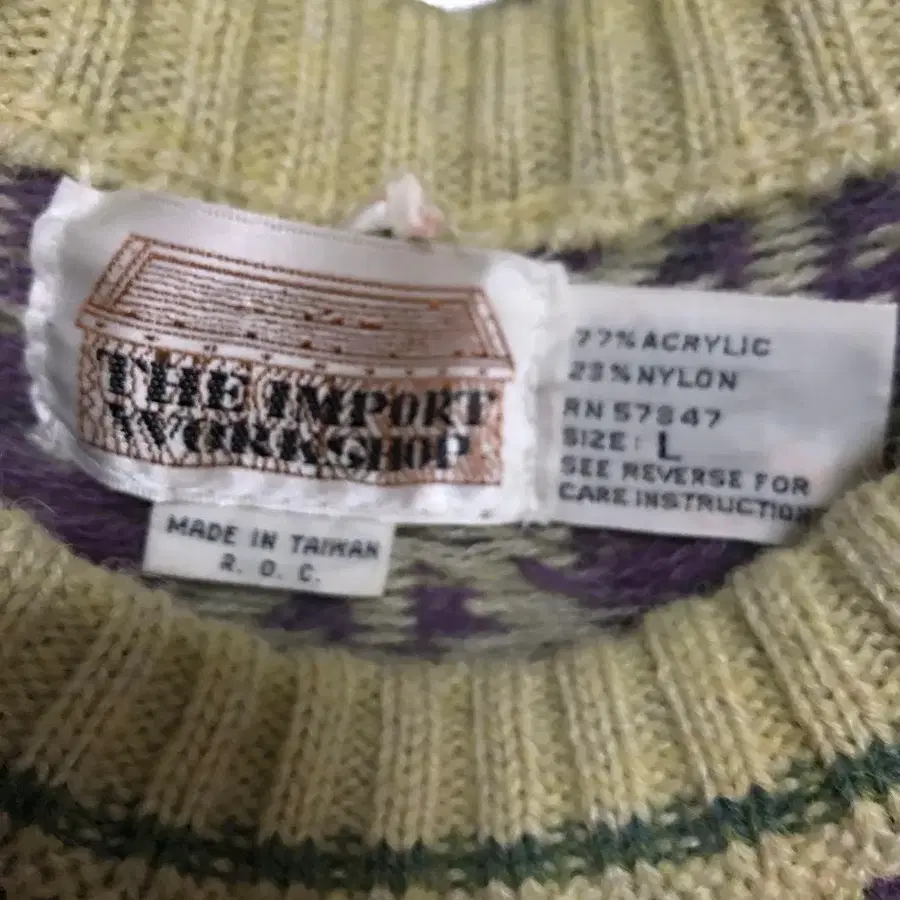 THE IMPORT
WORKSHOP
77% ACRYLIC
23% NYLON
RN 57847
SIZE: L
SEE REVERSE FOR
CARE INSTRUCTION
MADE IN TAIWAN
R. O. C.